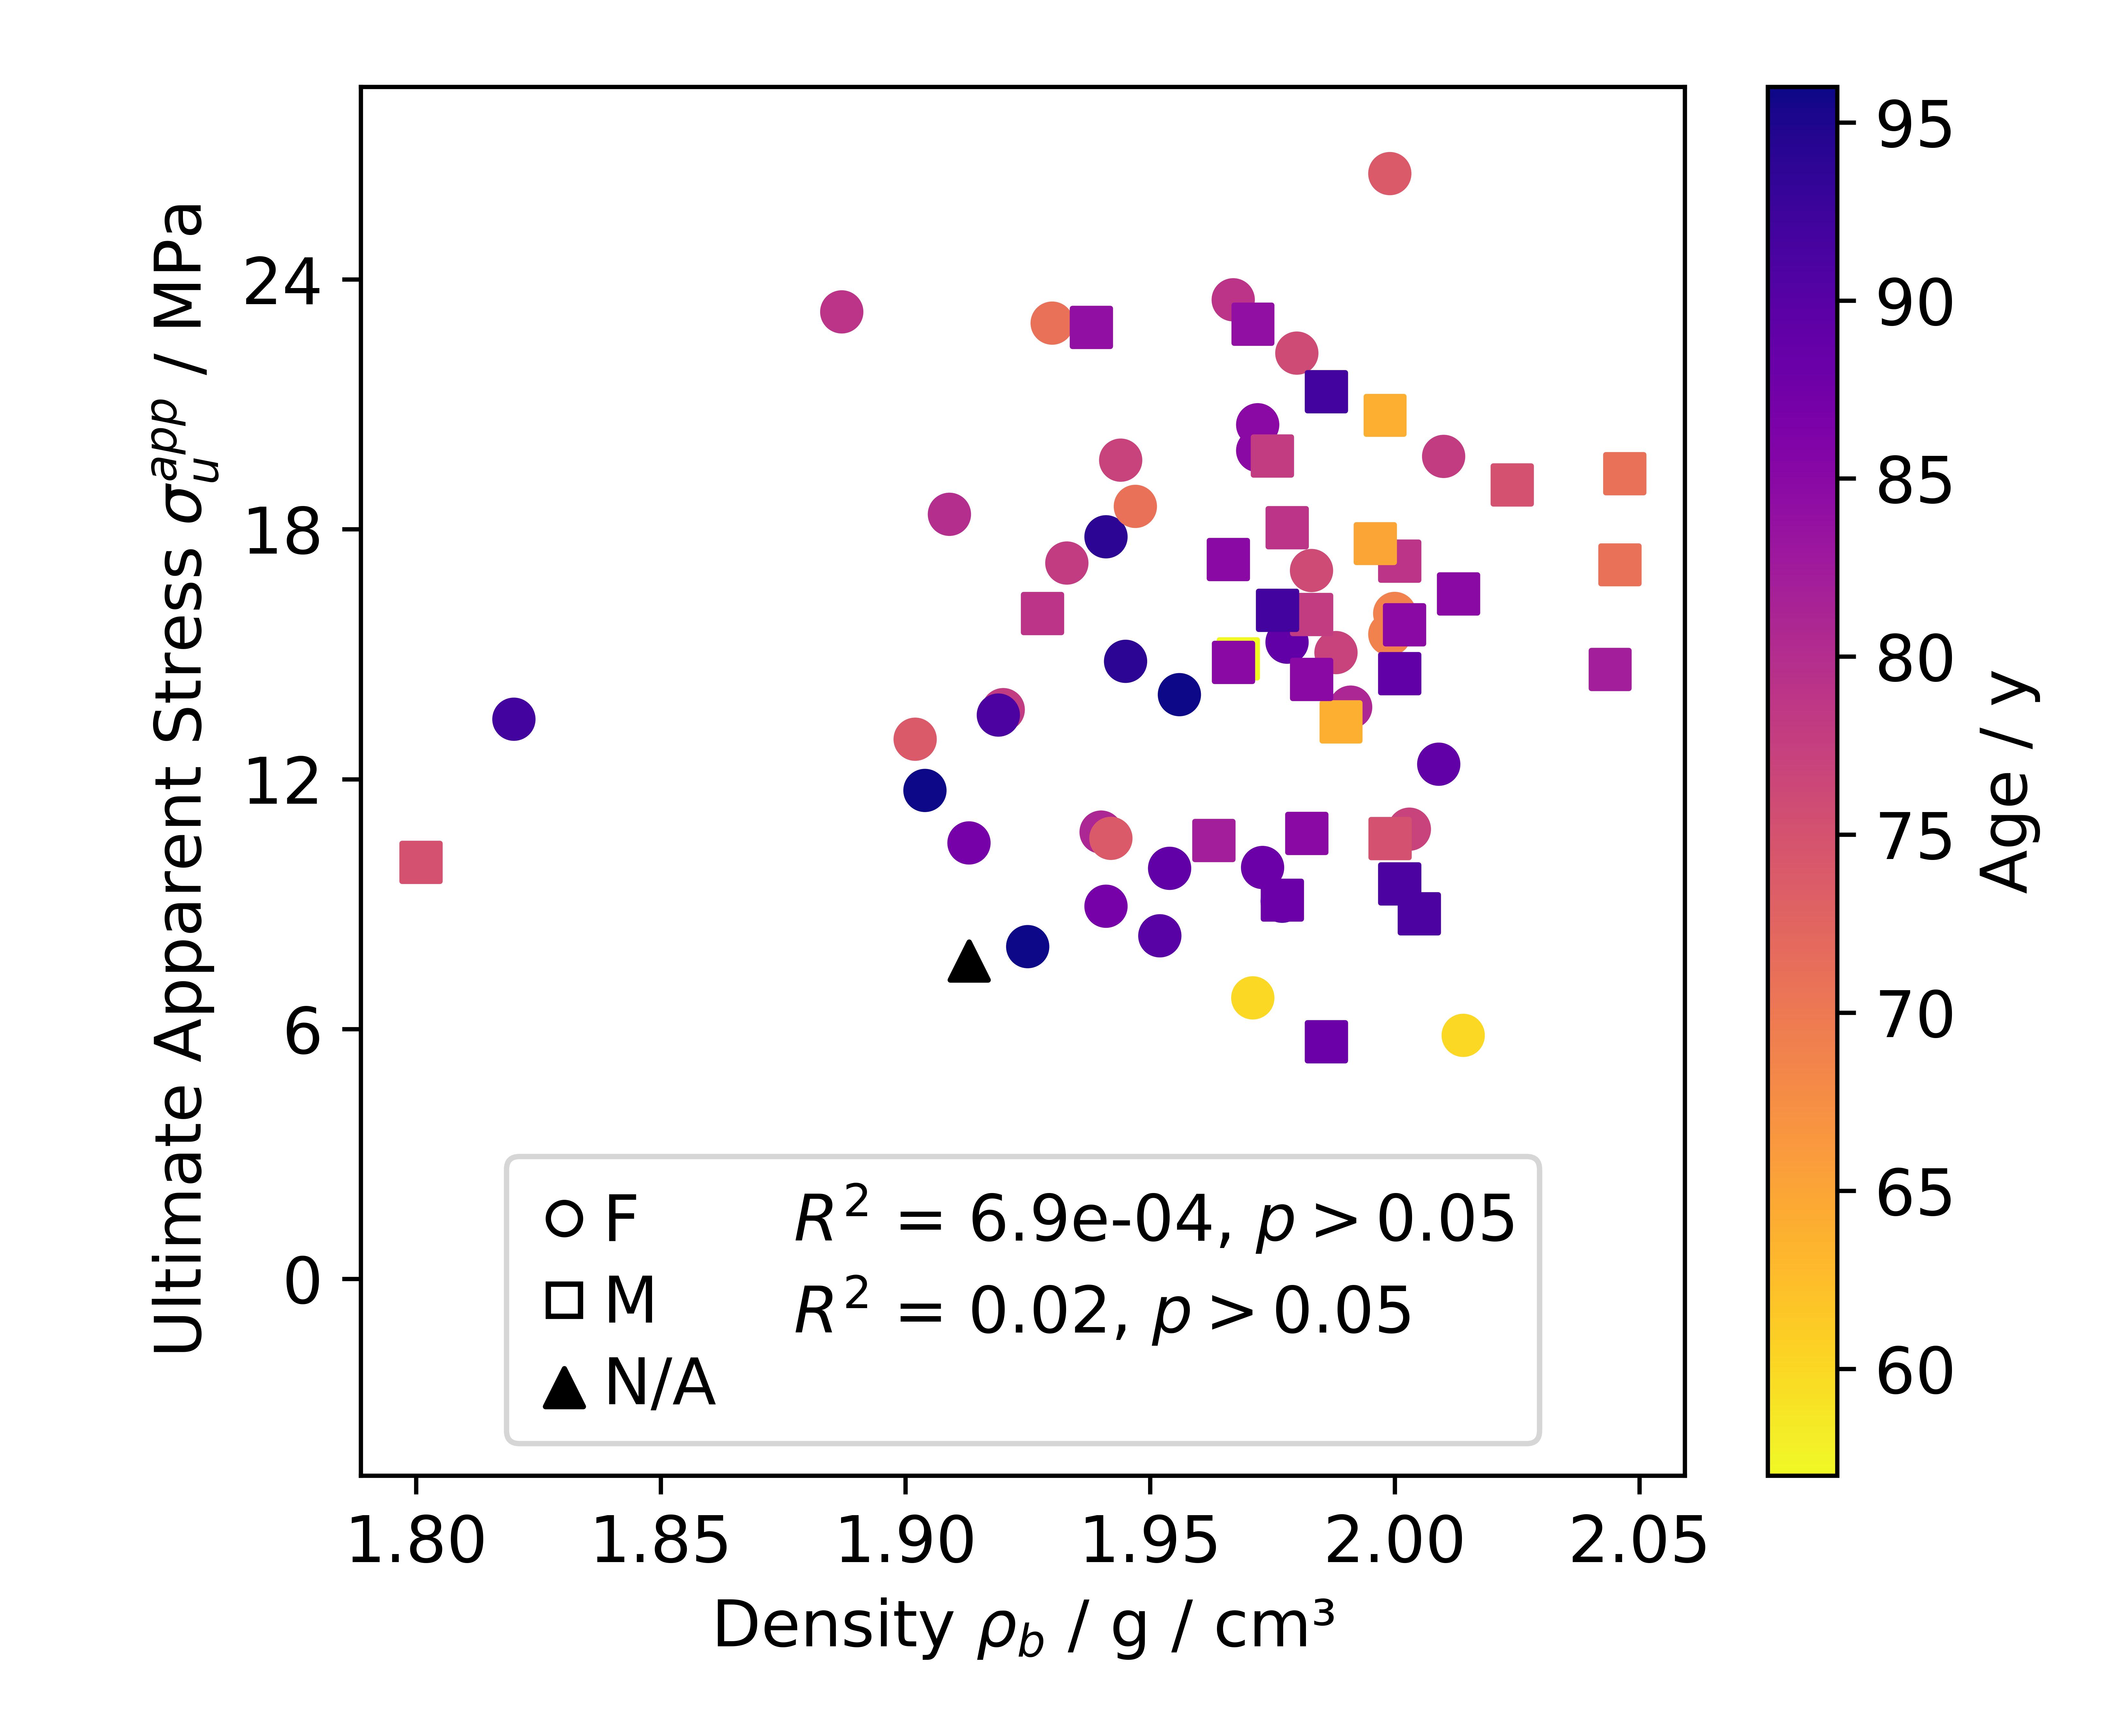 Ultimate Apparent Stress σ_u^app / MPa
24
18
12
6
0
F R² = 6.9e-04, p > 0.05
M R² = 0.02, p > 0.05
N/A
1.80 1.85 1.90 1.95 2.00 2.05
Density ρ_b / g / cm³
95
90
85
80
75
70
65
60
Age / y